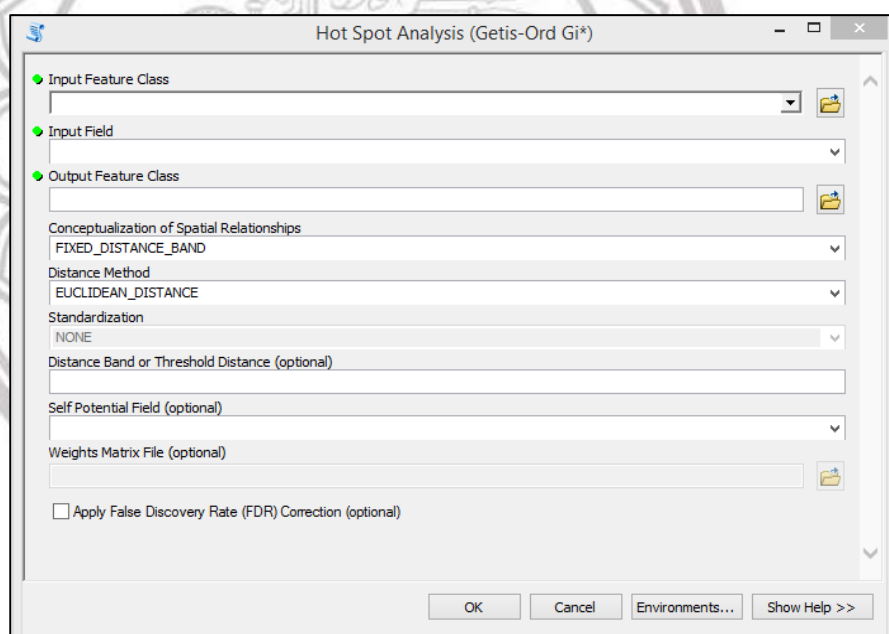 Hot Spot Analysis (Getis-Ord Gi*)
Input Feature Class
Input Field
Output Feature Class
Conceptualization of Spatial Relationships
FIXED_DISTANCE_BAND
Distance Method
EUCLIDEAN_DISTANCE
Standardization
NONE
Distance Band or Threshold Distance (optional)
Self Potential Field (optional)
Weights Matrix File (optional)
Apply False Discovery Rate (FDR) Correction (optional)
OK Cancel Environments... Show Help >>